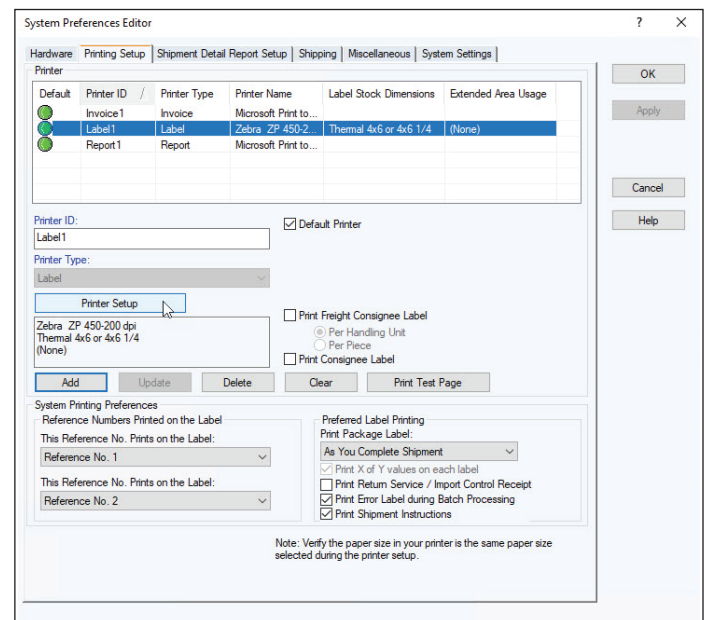 System Preferences Editor ? ×
Hardware Printing Setup Shipment Detail Report Setup Shipping Miscellaneous System Settings
Printer
OK
Default Printer ID / Printer Type Printer Name Label Stock Dimensions Extended Area Usage
Invoice1 Invoice Microsoft Print to...
Apply
Label1 Label Zebra ZP 450-2... Thermal 4x6 or 4x6 1/4 (None)
Report1 Report Microsoft Print to...
Cancel
Printer ID:
Default Printer
Help
Label1
Printer Type:
Label
Printer Setup
Print Freight Consignee Label
Zebra ZP 450-200 dpi
Thermal 4x6 or 4x6 1/4
(None)
Per Handling Unit
Per Piece
Print Consignee Label
Add Update Delete Clear Print Test Page
System Printing Preferences
Reference Numbers Printed on the Label
This Reference No. Prints on the Label:
Reference No. 1
This Reference No. Prints on the Label:
Reference No. 2
Preferred Label Printing
Print Package Label:
As You Complete Shipment
Print X of Y values on each label
Print Return Service / Import Control Receipt
Print Error Label during Batch Processing
Print Shipment Instructions
Note: Verify the paper size in your printer is the same paper size
selected during the printer setup.